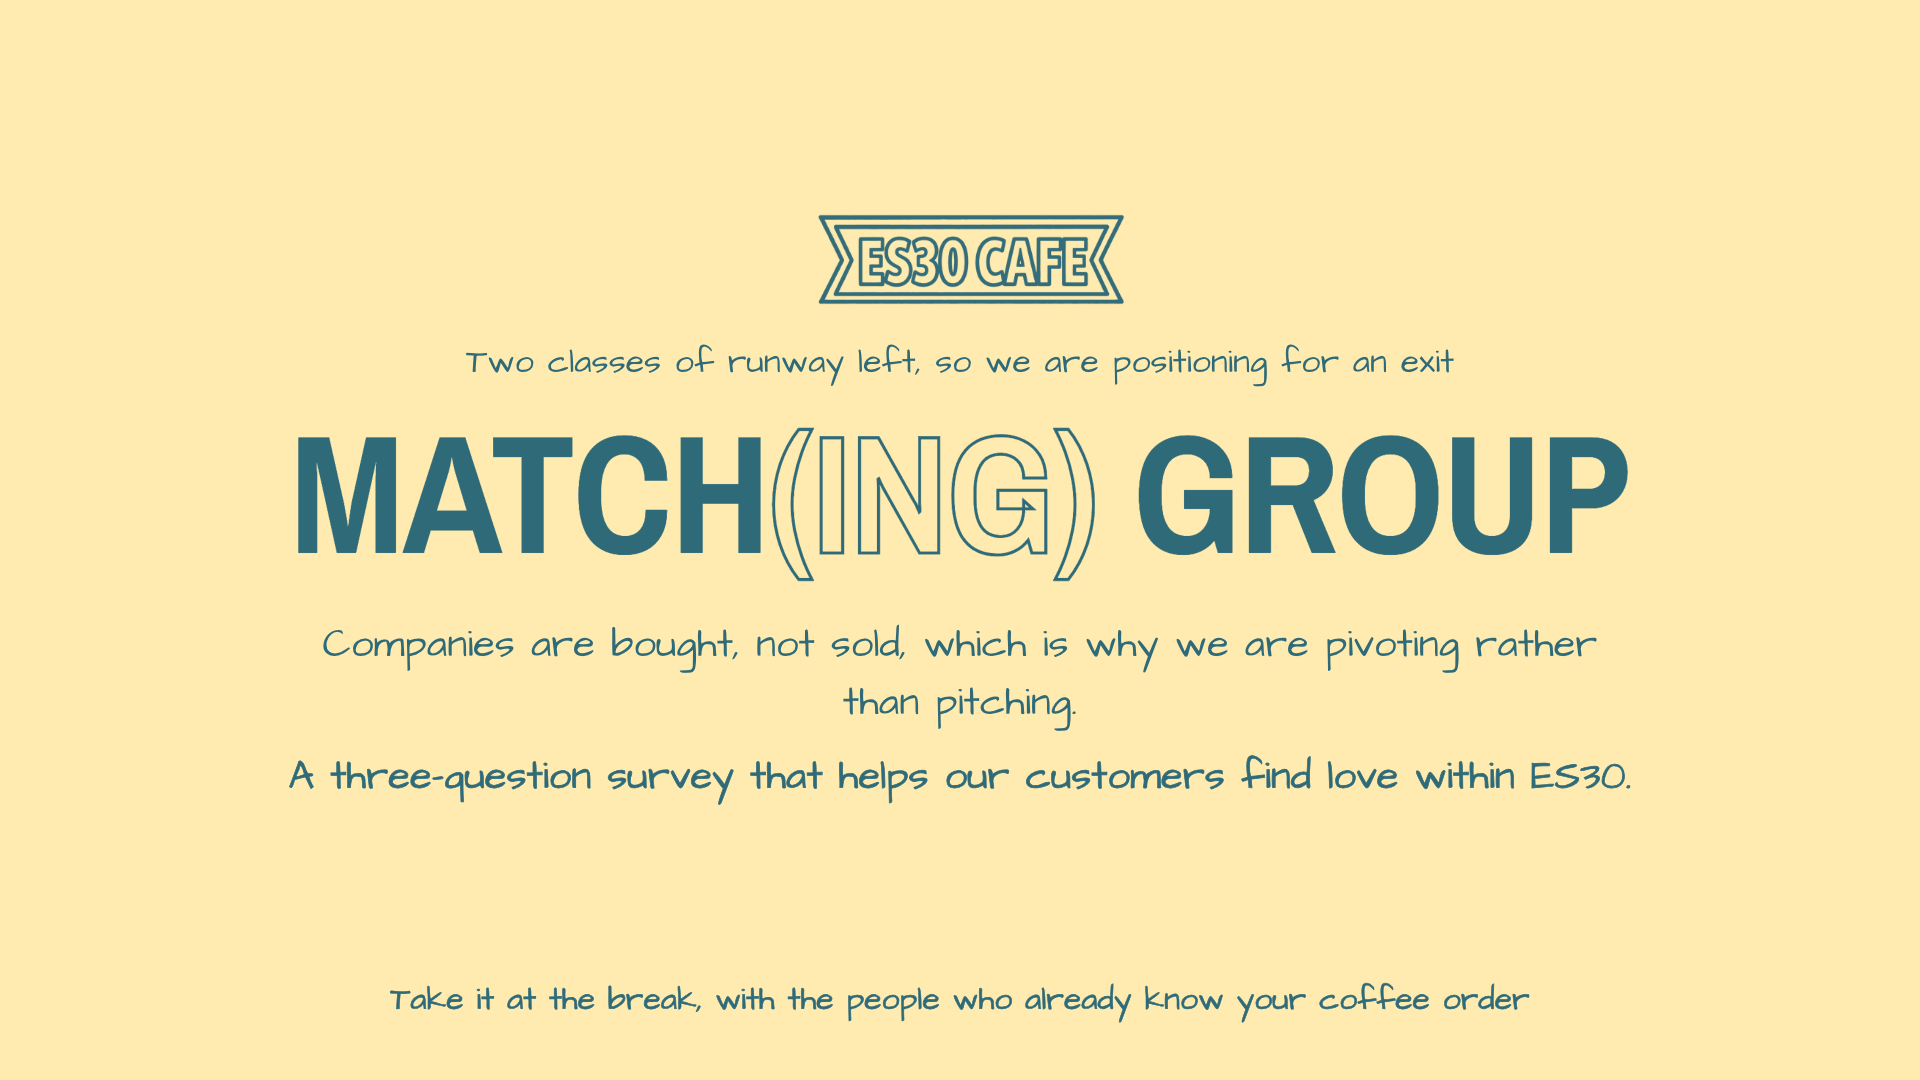 ES30 CAFE
Two classes of runway left, so we are positioning for an exit
MATCH(ING) GROUP
Companies are bought, not sold, which is why we are pivoting rather
than pitching.
A three-question survey that helps our customers find love within ES30.
Take it at the break, with the people who already know your coffee order